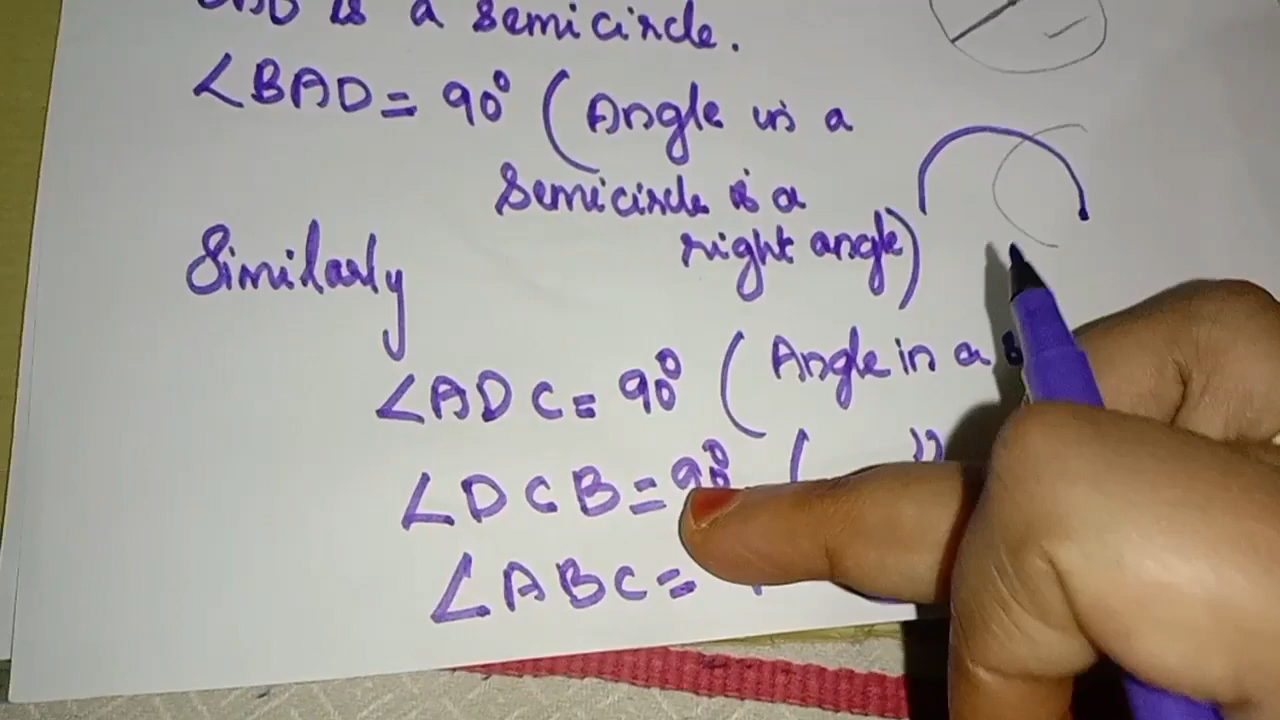 is a semicircle.
∠BAD = 90° (Angle in a
semicircle is a
right angle)
Similarly
∠ADC = 90° (Angle in a
∠DCB = 90° ( "
∠ABC =